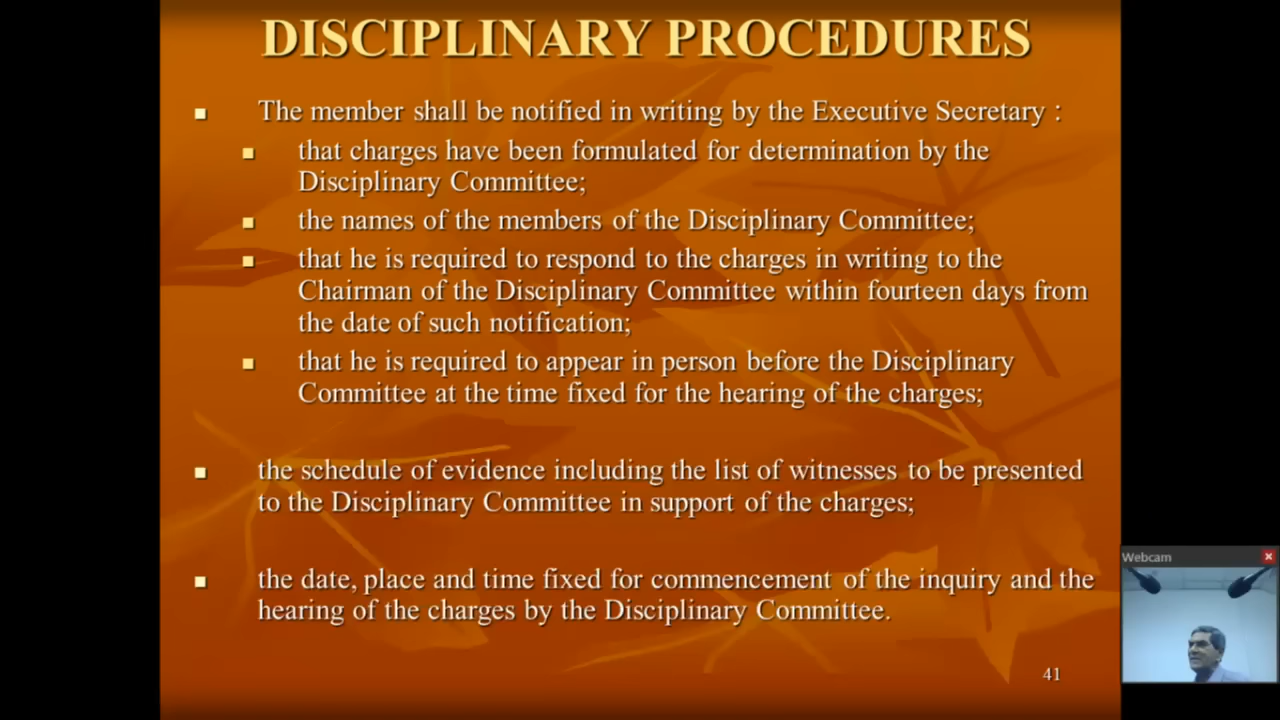 DISCIPLINARY PROCEDURES
The member shall be notified in writing by the Executive Secretary :
that charges have been formulated for determination by the
Disciplinary Committee;
the names of the members of the Disciplinary Committee;
that he is required to respond to the charges in writing to the
Chairman of the Disciplinary Committee within fourteen days from
the date of such notification;
that he is required to appear in person before the Disciplinary
Committee at the time fixed for the hearing of the charges;
the schedule of evidence including the list of witnesses to be presented
to the Disciplinary Committee in support of the charges;
Webcam
the date, place and time fixed for commencement of the inquiry and the
hearing of the charges by the Disciplinary Committee.
41